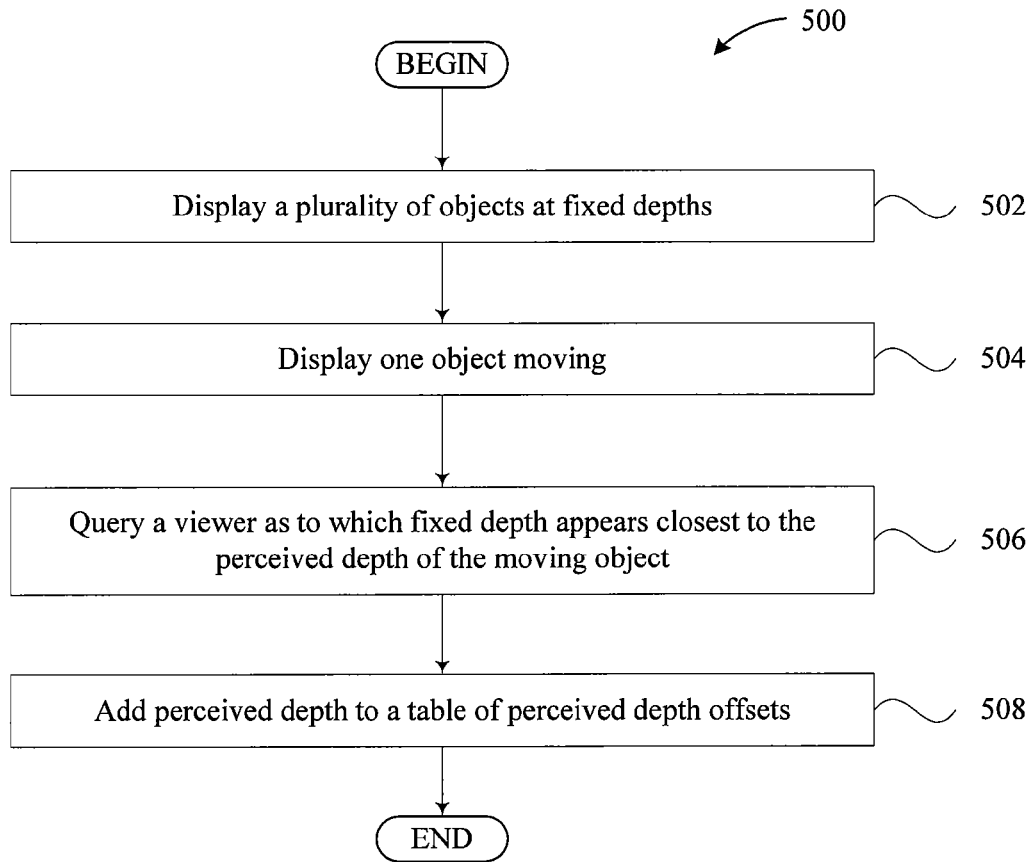 500
BEGIN
Display a plurality of objects at fixed depths
502
Display one object moving
504
Query a viewer as to which fixed depth appears closest to the
perceived depth of the moving object
506
Add perceived depth to a table of perceived depth offsets
508
END